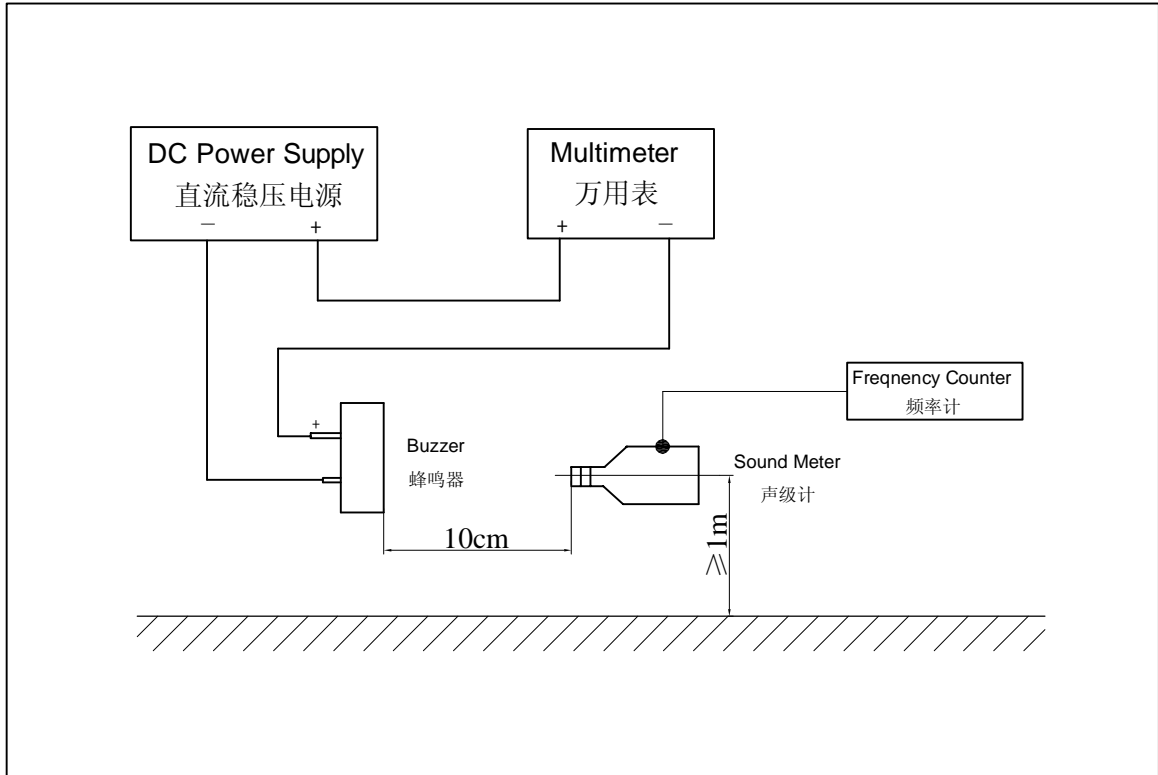 DC Power Supply
直流稳压电源
－ +
Multimeter
万用表
+ －
Freqnency Counter
频率计
+
Buzzer
蜂鸣器
Sound Meter
声级计
10cm
≥1m